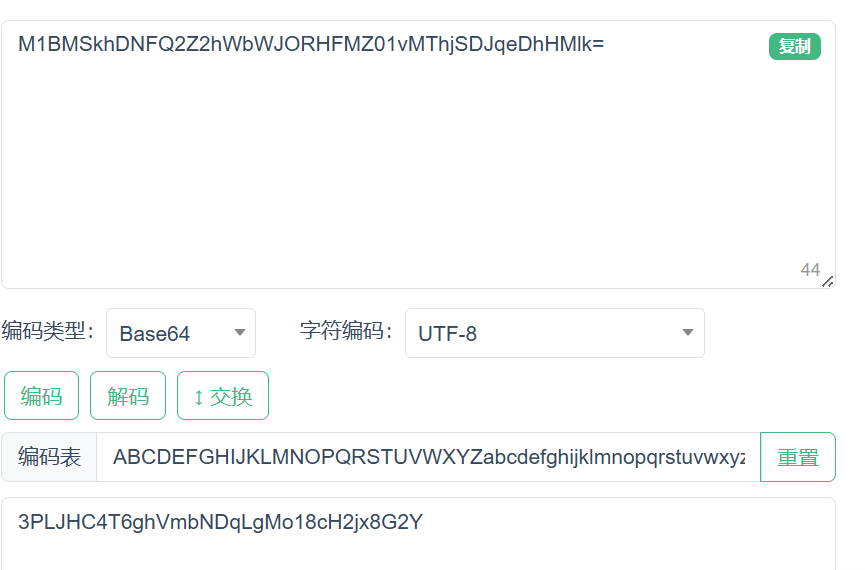 M1BMSkhDNFQ2Z2hWbWJORHFMZ01vMThjSDJqeDhHMlk=
复制
44
编码类型： Base64 字符编码： UTF-8
编码 解码 ↕ 交换
编码表 ABCDEFGHIJKLMNOPQRSTUVWXYZabcdefghijklmnopqrstuvwxyz 重置
3PLJHC4T6ghVmbNDqLgMo18cH2jx8G2Y